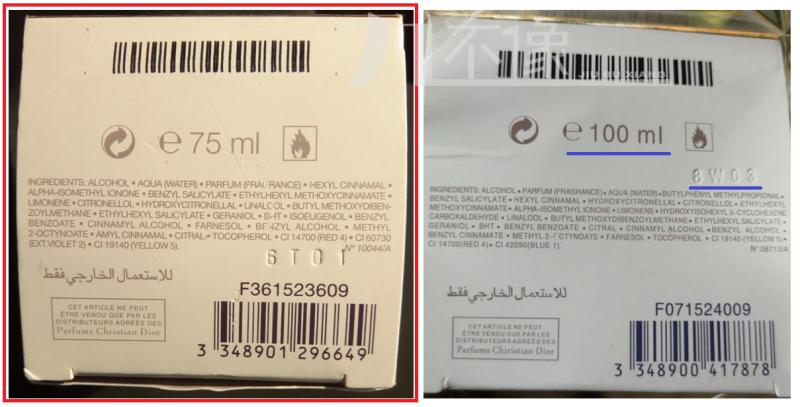 e 75 ml
INGREDIENTS: ALCOHOL • AQUA (WATER) • PARFUM (FRAGRANCE) • HEXYL CINNAMAL •
ALPHA-ISOMETHYL IONONE • BENZYL SALICYLATE • ETHYLHEXYL METHOXYCINNAMATE
LIMONENE • CITRONELLOL • HYDROXYCITRONELLAL • LINALOOL • BUTYL METHOXYDIBEN-
ZOYLMETHANE • ETHYLHEXYL SALICYLATE • GERANIOL • BHT • ISOEUGENOL • BENZYL
BENZOATE • CINNAMYL ALCOHOL • FARNESOL • BENZYL ALCOHOL • METHYL
2-OCTYNOATE • AMYL CINNAMAL • CITRAL • TOCOPHEROL • CI 14700 (RED 4) • CI 60730
(EXT.VIOLET 2) • CI 19140 (YELLOW 5).
N° 10044/A
6T01
للاستعمال الخارجي فقط
F361523609
CET ARTICLE NE PEUT
ÊTRE VENDU QUE PAR LES
DISTRIBUTEURS AGRÉÉS DES
Parfums Christian Dior
3 348901 296649
不像
JIU BUXIANG
e 100 ml
8W03
INGREDIENTS: ALCOHOL • PARFUM (FRAGRANCE) • AQUA (WATER) • BUTYLPHENYL METHYLPROPIONAL •
BENZYL SALICYLATE • HEXYL CINNAMAL • HYDROXYCITRONELLAL • CITRONELLOL • ETHYLHEXYL
METHOXYCINNAMATE • ALPHA-ISOMETHYL IONONE • LIMONENE • HYDROXYISOHEXYL 3-CYCLOHEXENE
CARBOXALDEHYDE • LINALOOL • BUTYL METHOXYDIBENZOYLMETHANE • ETHYLHEXYL SALICYLATE •
GERANIOL • BHT • BENZYL BENZOATE • CITRAL • CINNAMYL ALCOHOL • BENZYL ALCOHOL •
BENZYL CINNAMATE • METHYL 2-OCTYNOATE • FARNESOL • TOCOPHEROL • CI 19140 (YELLOW 5) •
CI 14700(RED 4) • CI 42090(BLUE 1).
N° 08713/A
للاستعمال الخارجي فقط
F071524009
CET ARTICLE NE PEUT
ÊTRE VENDU QUE PAR LES
DISTRIBUTEURS AGRÉÉS DES
Parfums Christian Dior
3 348900 417878